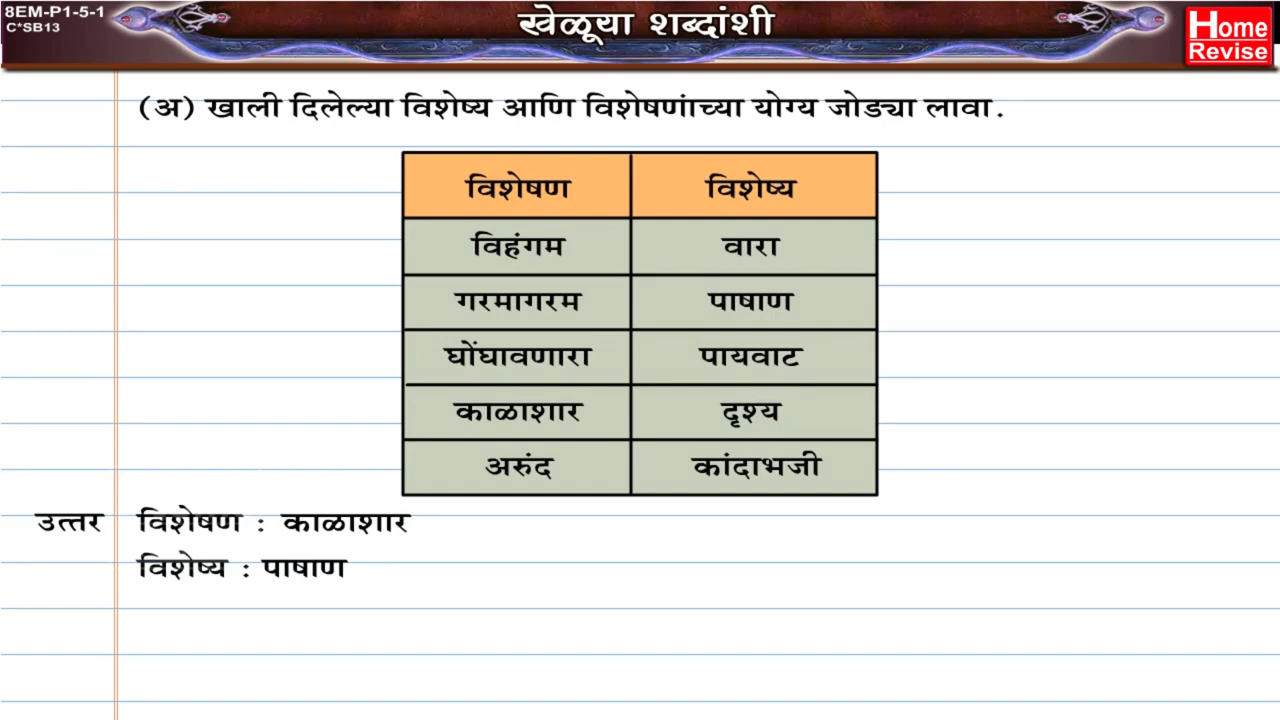 8EM-P1-5-1
C*SB13
खेळूया शब्दांशी
Home
Revise
(अ) खाली दिलेल्या विशेष्य आणि विशेषणांच्या योग्य जोड्या लावा.
विशेषण विशेष्य
विहंगम वारा
गरमागरम पाषाण
घोंघावणारा पायवाट
काळाशार दृश्य
अरुंद कांदाभजी
उत्तर विशेषण : काळाशार
विशेष्य : पाषाण